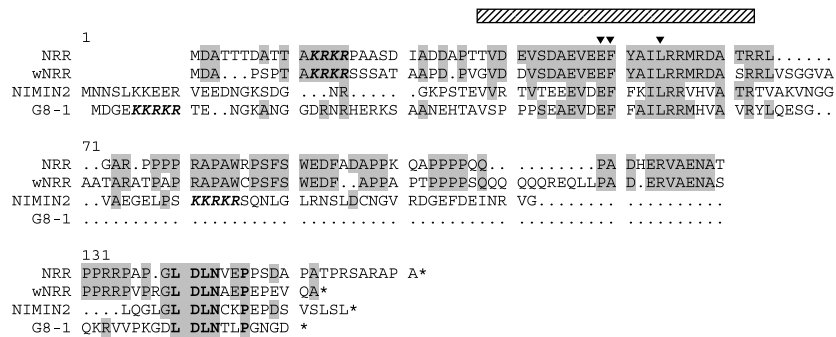 1
NRR MDATTTDATT AKRKRPAASD IADDAPTTVD EVSDAEVEEF YAILRRMRDA TRRL......
wNRR MDA...PSPT AKRKRSSSAT AAPD.PVGVD DVSDAEVEEF YAILRRMRDA SRRLVSGGVA
NIMIN2 MNNSLKKEER VEEDNGKSDG ...NR..... .GKPSTEVVR TVTEEEVDEF FKILRRVHVA TRTVAKVNGG
G8-1 MDGEKKRKR TE..NGKANG GDRNRHERKS AANEHTAVSP PPSEAEVDEF FAILRRMHVA VRYLQESG..
71
NRR ..GAR.PPPP RAPAWRPSFS WEDFADAPPK QAPPPPQQ.. ........PA DHERVAENAT
wNRR AATARATPAP RAPAWCPSFS WEDF..APPA PTPPPPSQQQ QQQREQLLPA D.ERVAENAS
NIMIN2 ..VAEGELPS KKRKRSQNLG LRNSLDCNGV RDGEFDEINR VG........ ..........
G8-1 .......... .......... .......... .......... .......... ..........
131
NRR PPRRPAP.GL DLNVEPPSDA PATPRSARAP A*
wNRR PPRRPVPRGL DLNAEPEPEV QA*
NIMIN2 ....LQGLGL DLNCKPEPDS VSLSL*
G8-1 QKRVVPKGDL DLNTLPGNGD *